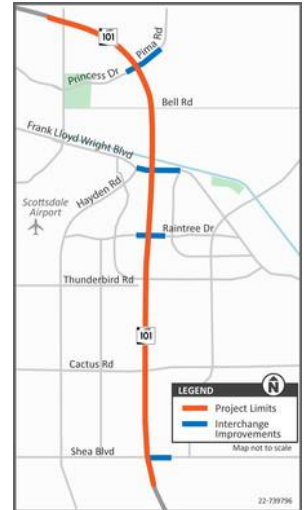 101
Pima Rd
Princess Dr
Bell Rd
Frank Lloyd Wright Blvd
Hayden Rd
Scottsdale
Airport
Raintree Dr
Thunderbird Rd
101
Cactus Rd
LEGEND
N
Project Limits
Interchange
Improvements
Map not to scale
Shea Blvd
22-739796